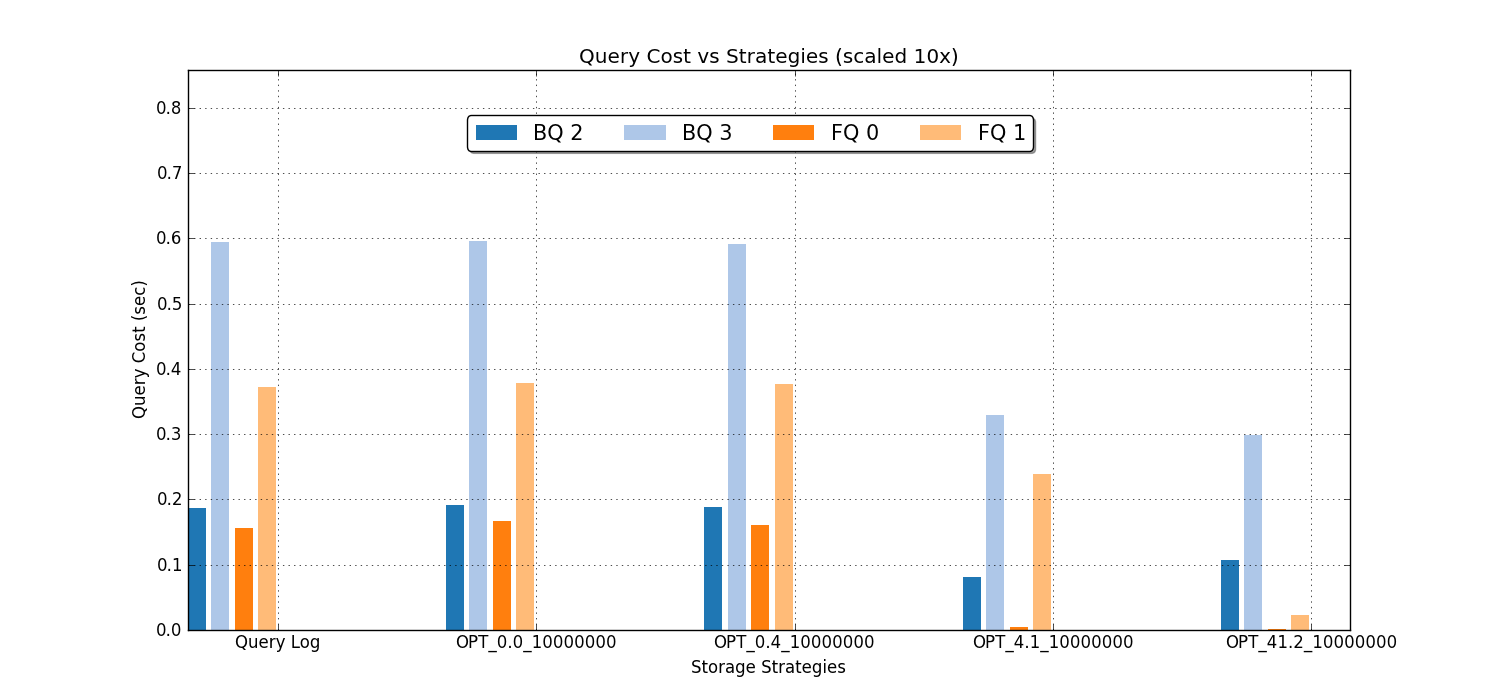 Query Cost vs Strategies (scaled 10x)
BQ 2 BQ 3 FQ 0 FQ 1
0.8
0.7
0.6
0.5
0.4
0.3
0.2
0.1
0.0
Query Cost (sec)
Query Log OPT_0.0_10000000 OPT_0.4_10000000 OPT_4.1_10000000 OPT_41.2_10000000
Storage Strategies